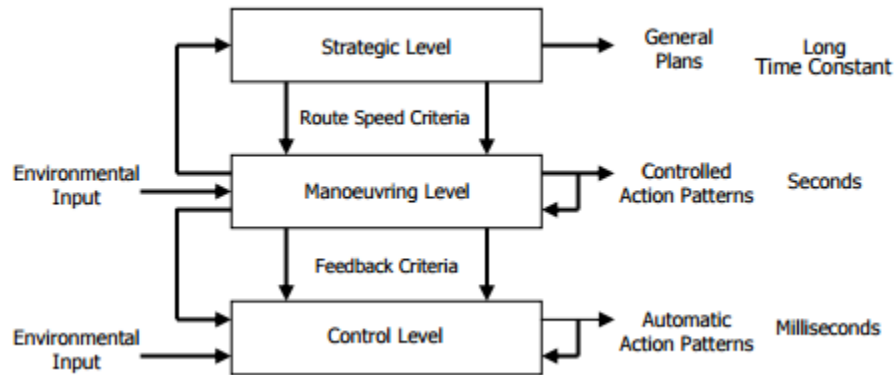 Strategic Level
General
Plans
Long
Time Constant
Route Speed Criteria
Environmental
Input
Manoeuvring Level
Controlled
Action Patterns
Seconds
Feedback Criteria
Environmental
Input
Control Level
Automatic
Action Patterns
Milliseconds